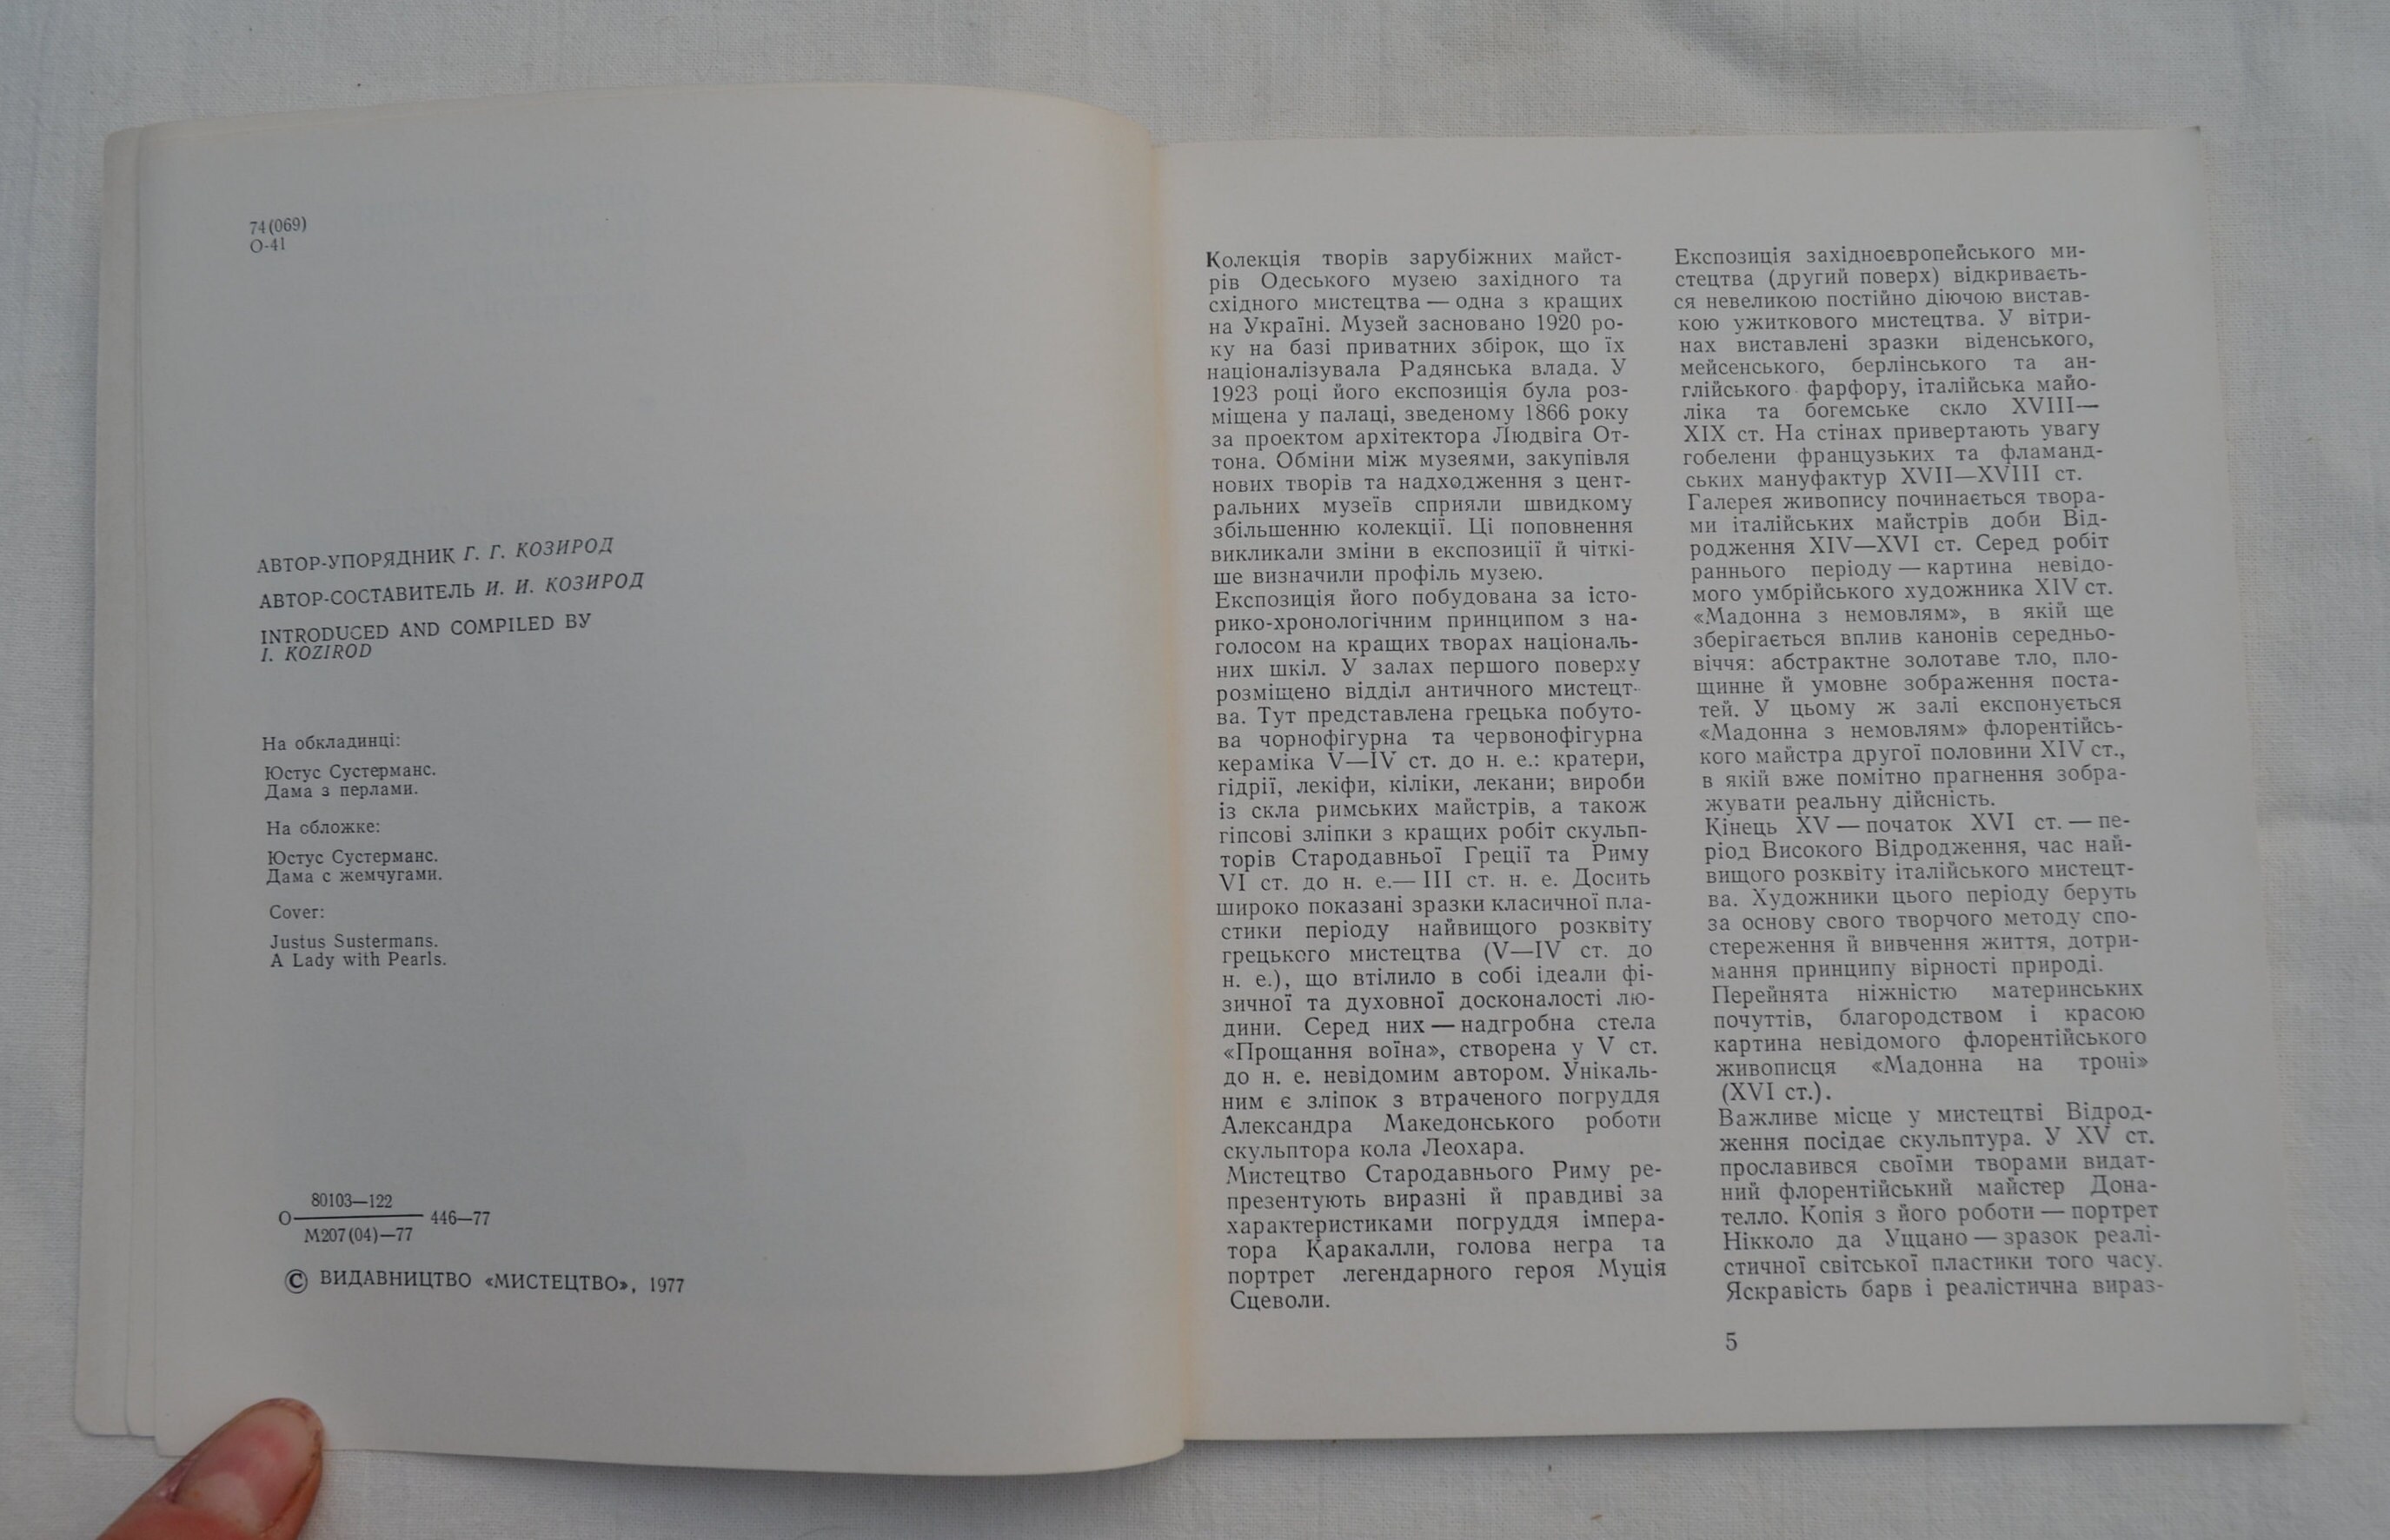 74(069)
О-41
АВТОР-УПОРЯДНИК Г. Г. КОЗИРОД
АВТОР-СОСТАВИТЕЛЬ И. И. КОЗИРОД
INTRODUCED AND COMPILED BY
I. KOZIROD
На обкладинці:
Юстус Сустерманс.
Дама з перлами.
На обложке:
Юстус Сустерманс.
Дама с жемчугами.
Cover:
Justus Sustermans.
A Lady with Pearls.
80103—122
О 446—77
М207(04)—77
© ВИДАВНИЦТВО «МИСТЕЦТВО», 1977
Колекція творів зарубіжних майст-
рів Одеського музею західного та
східного мистецтва — одна з кращих
на Україні. Музей засновано 1920 ро-
ку на базі приватних збірок, що їх
націоналізувала Радянська влада. У
1923 році його експозиція була роз-
міщена у палаці, зведеному 1866 року
за проектом архітектора Людвіга От-
тона. Обміни між музеями, закупівля
нових творів та надходження з цент-
ральних музеїв сприяли швидкому
збільшенню колекції. Ці поповнення
викликали зміни в експозиції й чіткі-
ше визначили профіль музею.
Експозиція його побудована за істо-
рико-хронологічним принципом з на-
голосом на кращих творах національ-
них шкіл. У залах першого поверху
розміщено відділ античного мистецт-
ва. Тут представлена грецька побуто-
ва чорнофігурна та червонофігурна
кераміка V—IV ст. до н. е.: кратери,
гідрії, лекіфи, кіліки, лекани; вироби
із скла римських майстрів, а також
гіпсові зліпки з кращих робіт скульп-
торів Стародавньої Греції та Риму
VI ст. до н. е.— III ст. н. е. Досить
широко показані зразки класичної пла-
стики періоду найвищого розквіту
грецького мистецтва (V—IV ст. до
н. е.), що втілило в собі ідеали фі-
зичної та духовної досконалості лю-
дини. Серед них — надгробна стела
«Прощання воїна», створена у V ст.
до н. е. невідомим автором. Унікаль-
ним є зліпок з втраченого погруддя
Александра Македонського роботи
скульптора кола Леохара.
Мистецтво Стародавнього Риму ре-
презентують виразні й правдиві за
характеристиками погруддя імпера-
тора Каракалли, голова негра та
портрет легендарного героя Муція
Сцеволи.
Експозиція західноєвропейського ми-
стецтва (другий поверх) відкриваєть-
ся невеликою постійно діючою вистав-
кою ужиткового мистецтва. У вітри-
нах виставлені зразки віденського,
мейсенського, берлінського та ан-
глійського фарфору, італійська майо-
ліка та богемське скло XVIII—
XIX ст. На стінах привертають увагу
гобелени французьких та фламанд-
ських мануфактур XVII—XVIII ст.
Галерея живопису починається твора-
ми італійських майстрів доби Від-
родження XIV—XVI ст. Серед робіт
раннього періоду — картина невідо-
мого умбрійського художника XIV ст.
«Мадонна з немовлям», в якій ще
зберігається вплив канонів середньо-
віччя: абстрактне золотаве тло, пло-
щинне й умовне зображення поста-
тей. У цьому ж залі експонується
«Мадонна з немовлям» флорентійсь-
кого майстра другої половини XIV ст.,
в якій вже помітно прагнення зобра-
жувати реальну дійсність.
Кінець XV — початок XVI ст. — пе-
ріод Високого Відродження, час най-
вищого розквіту італійського мистецт-
ва. Художники цього періоду беруть
за основу свого творчого методу спо-
стереження й вивчення життя, дотри-
мання принципу вірності природі.
Перейнята ніжністю материнських
почуттів, благородством і красою
картина невідомого флорентійського
живописця «Мадонна на троні»
(XVI ст.).
Важливе місце у мистецтві Відрод-
ження посідає скульптура. У XV ст.
прославився своїми творами видат-
ний флорентійський майстер Дона-
телло. Копія з його роботи — портрет
Нікколо да Уццано — зразок реалі-
стичної світської пластики того часу.
Яскравість барв і реалістична вираз-
5